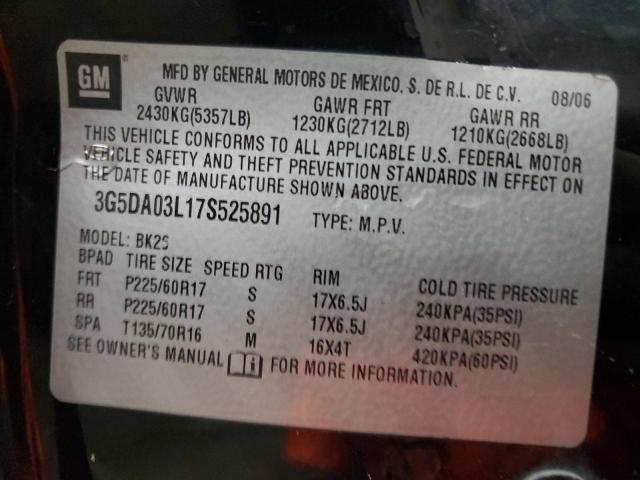 GM
MFD BY GENERAL MOTORS DE MEXICO, S. DE R.L. DE C.V. 08/06
GVWR GAWR FRT GAWR RR
2430KG(5357LB) 1230KG(2712LB) 1210KG(2668LB)
THIS VEHICLE CONFORMS TO ALL APPLICABLE U.S. FEDERAL MOTOR
VEHICLE SAFETY AND THEFT PREVENTION STANDARDS IN EFFECT ON
THE DATE OF MANUFACTURE SHOWN ABOVE.
3G5DA03L17S525891 TYPE: M.P.V.
MODEL: BK2S
BPAD TIRE SIZE SPEED RTG RIM COLD TIRE PRESSURE
FRT P225/60R17 S 17X6.5J 240KPA(35PSI)
RR P225/60R17 S 17X6.5J 240KPA(35PSI)
SPA T135/70R16 M 16X4T 420KPA(60PSI)
SEE OWNER'S MANUAL FOR MORE INFORMATION.